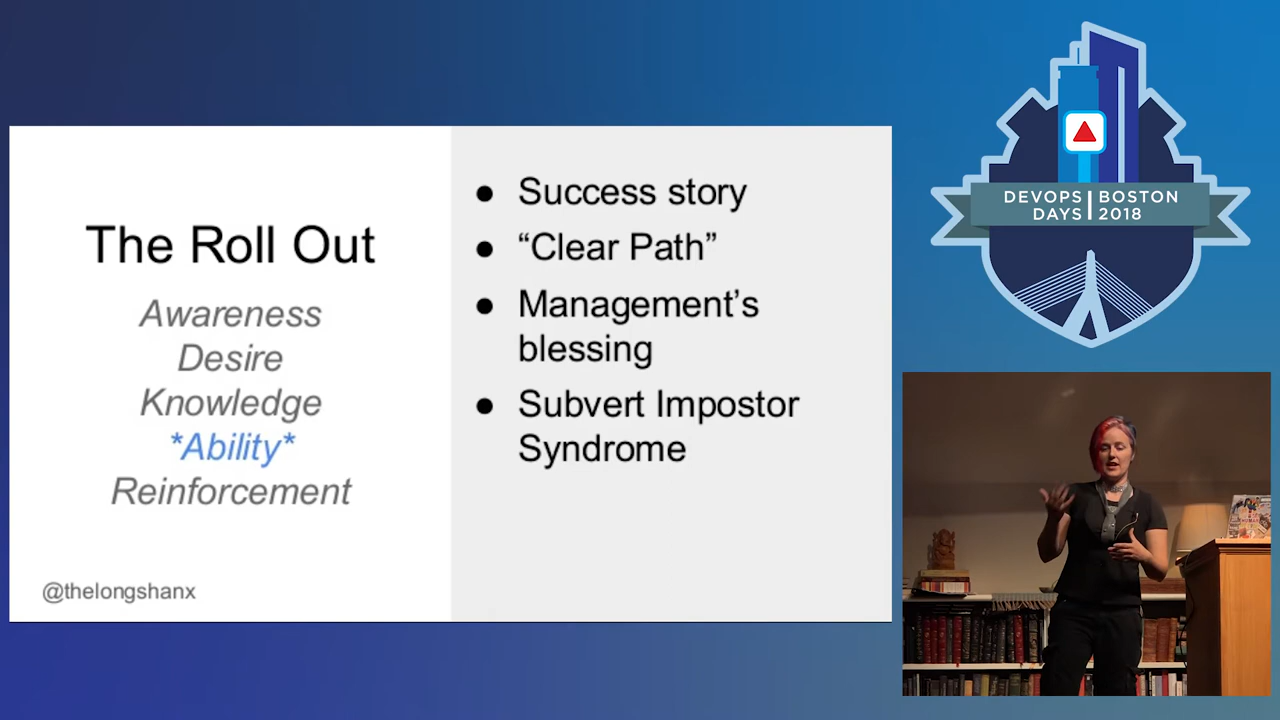 The Roll Out
Awareness
Desire
Knowledge
*Ability*
Reinforcement
@thelongshanx
● Success story
● “Clear Path”
● Management’s
blessing
● Subvert Impostor
Syndrome
DEVOPS | BOSTON
DAYS | 2018